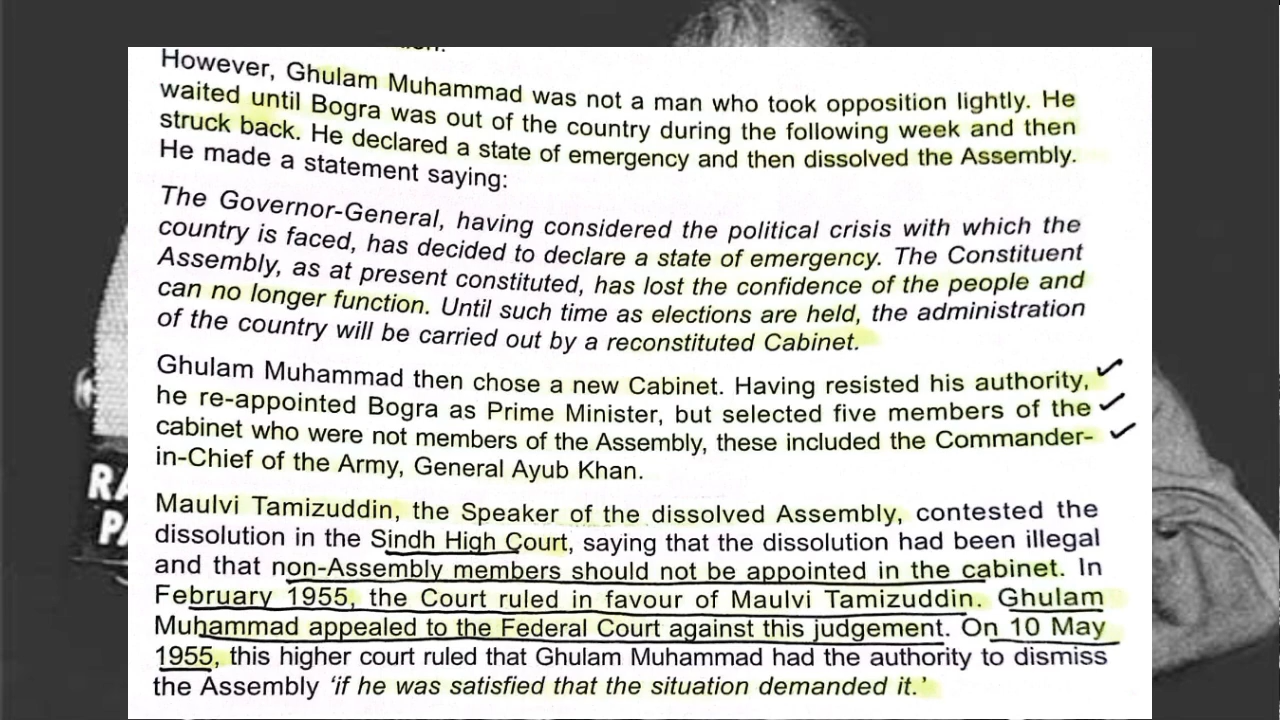 However, Ghulam Muhammad was not a man who took opposition lightly. He
waited until Bogra was out of the country during the following week and then
struck back. He declared a state of emergency and then dissolved the Assembly.
He made a statement saying:
The Governor-General, having considered the political crisis with which the
country is faced, has decided to declare a state of emergency. The Constituent
Assembly, as at present constituted, has lost the confidence of the people and
can no longer function. Until such time as elections are held, the administration
of the country will be carried out by a reconstituted Cabinet.
Ghulam Muhammad then chose a new Cabinet. Having resisted his authority,
he re-appointed Bogra as Prime Minister, but selected five members of the
cabinet who were not members of the Assembly, these included the Commander-
in-Chief of the Army, General Ayub Khan.
Maulvi Tamizuddin, the Speaker of the dissolved Assembly, contested the
dissolution in the Sindh High Court, saying that the dissolution had been illegal
and that non-Assembly members should not be appointed in the cabinet. In
February 1955, the Court ruled in favour of Maulvi Tamizuddin. Ghulam
Muhammad appealed to the Federal Court against this judgement. On 10 May
1955, this higher court ruled that Ghulam Muhammad had the authority to dismiss
the Assembly 'if he was satisfied that the situation demanded it.'